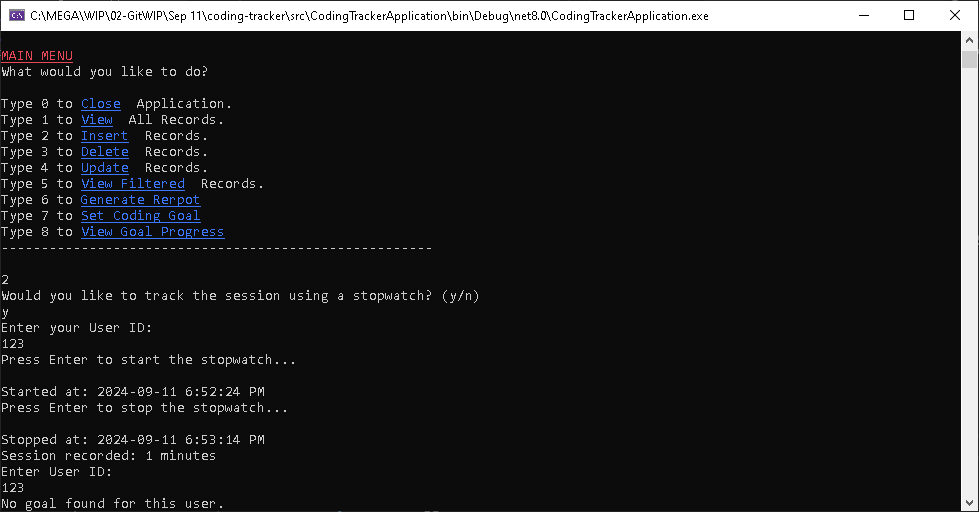 C:\MEGA\WIP\02-GitWIP\Sep 11\coding-tracker\src\CodingTrackerApplication\bin\Debug\net8.0\CodingTrackerApplication.exe
MAIN MENU
What would you like to do?
Type 0 to Close  Application.
Type 1 to View  All Records.
Type 2 to Insert  Records.
Type 3 to Delete  Records.
Type 4 to Update  Records.
Type 5 to View Filtered  Records.
Type 6 to Generate Rerpot
Type 7 to Set Coding Goal
Type 8 to View Goal Progress
------------------------------------------------------
2
Would you like to track the session using a stopwatch? (y/n)
y
Enter your User ID:
123
Press Enter to start the stopwatch...
Started at: 2024-09-11 6:52:24 PM
Press Enter to stop the stopwatch...
Stopped at: 2024-09-11 6:53:14 PM
Session recorded: 1 minutes
Enter User ID:
123
No goal found for this user.